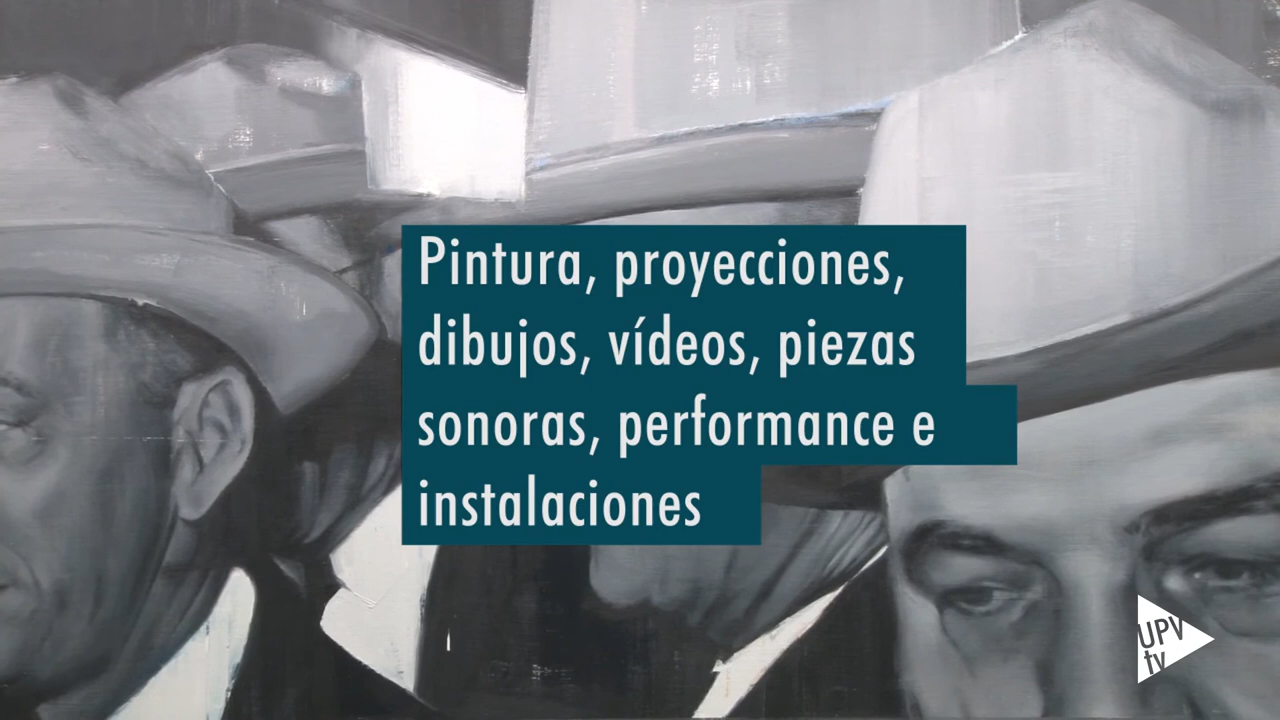 Pintura, proyecciones,
dibujos, vídeos, piezas
sonoras, performance e
instalaciones
UPV
tv